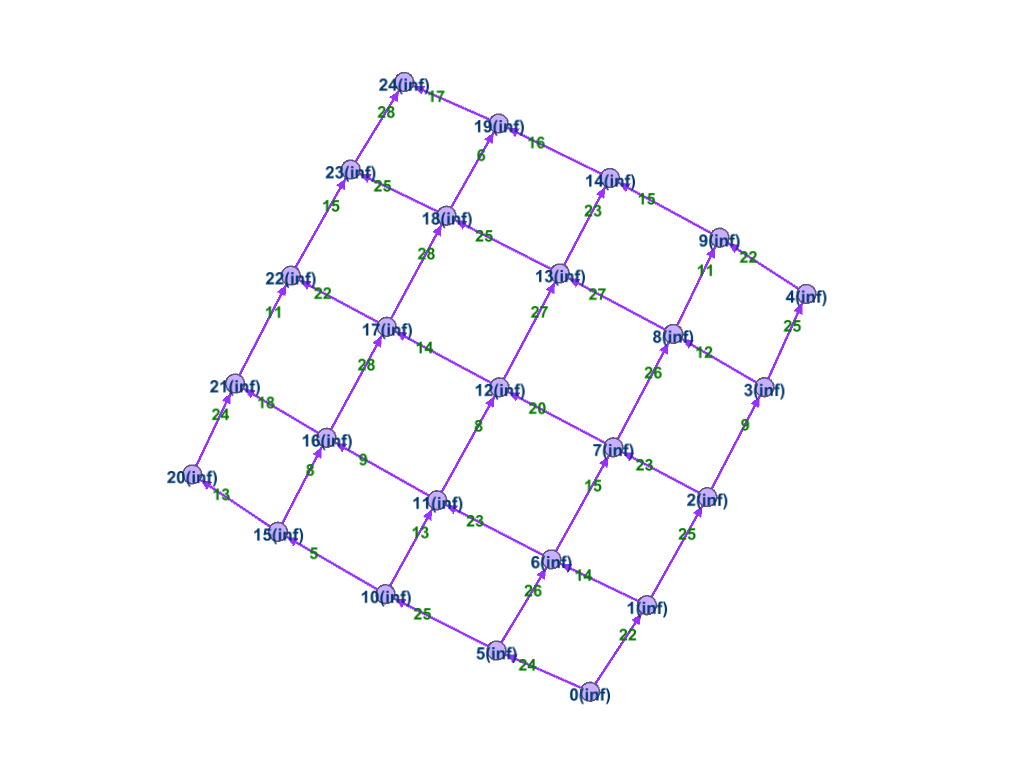 24(inf)
17
28
19(inf)
16
6
23(inf)
25
14(inf)
15
15
23
18(inf)
25
9(inf)
22
28
11
22(inf)
22
13(inf)
27
4(inf)
11
27
25
17(inf)
14
8(inf)
12
28
26
21(inf)
18
12(inf)
20
3(inf)
24
8
9
16(inf)
9
7(inf)
23
8
15
20(inf)
13
11(inf)
23
2(inf)
15(inf)
5
13
25
6(inf)
14
26
10(inf)
25
1(inf)
22
5(inf)
24
0(inf)